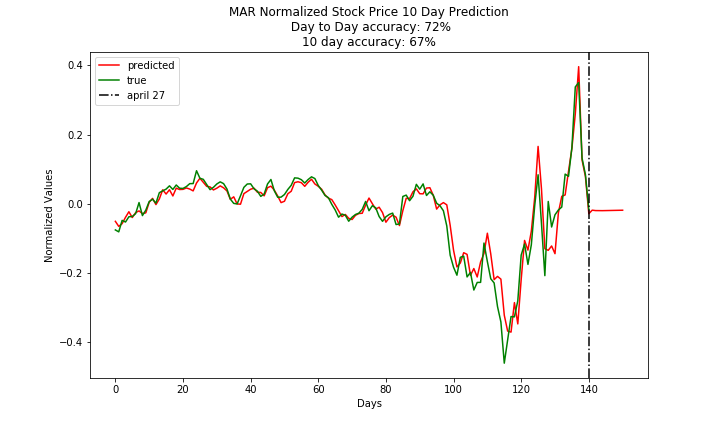 MAR Normalized Stock Price 10 Day Prediction
Day to Day accuracy: 72%
10 day accuracy: 67%
predicted
true
april 27
Normalized Values
0.4
0.2
0.0
−0.2
−0.4
0 20 40 60 80 100 120 140
Days